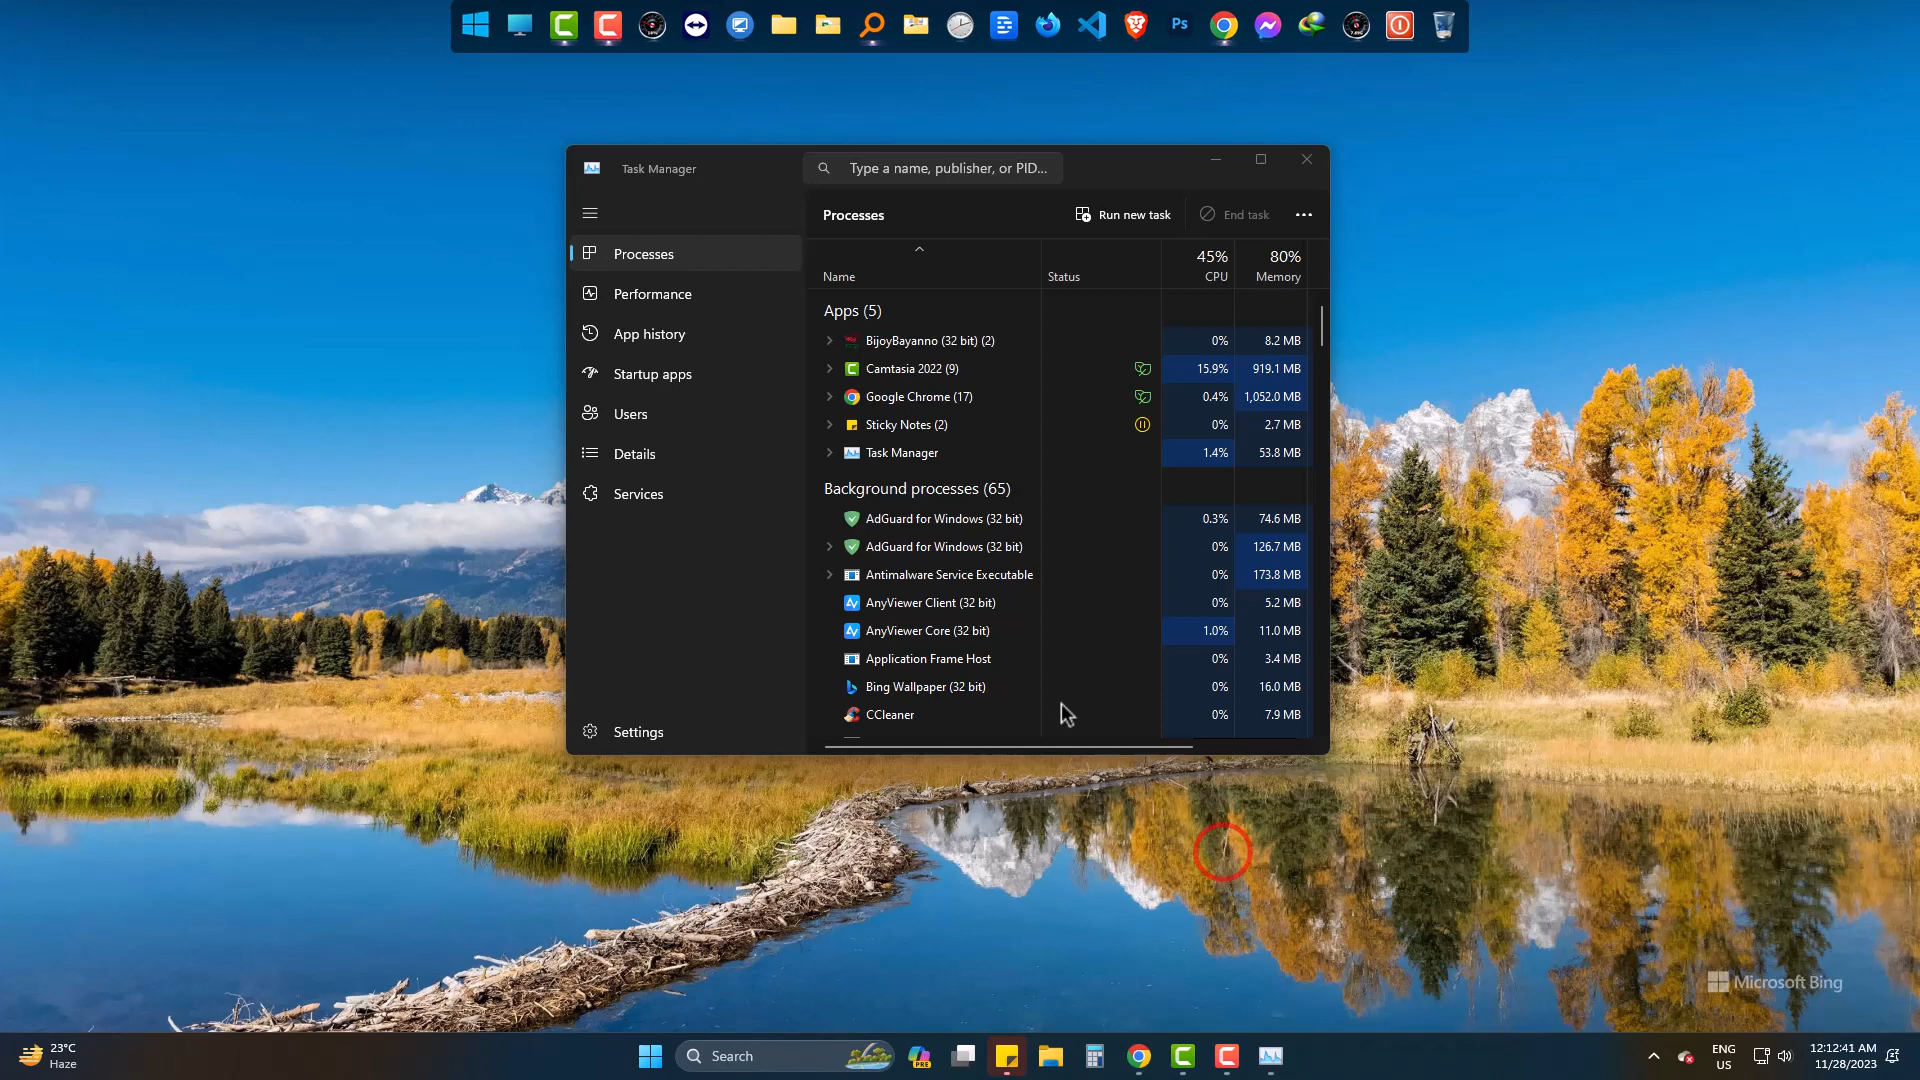 Ps
Task Manager
Type a name, publisher, or PID...
Processes
Run new task
End task
Processes
Performance
App history
Startup apps
Users
Details
Services
Settings
45%
80%
Name
Status
CPU
Memory
Apps (5)
BijoyBayanno (32 bit) (2) 0% 8.2 MB
Camtasia 2022 (9) 15.9% 919.1 MB
Google Chrome (17) 0.4% 1,052.0 MB
Sticky Notes (2) 0% 2.7 MB
Task Manager 1.4% 53.8 MB
Background processes (65)
AdGuard for Windows (32 bit) 0.3% 74.6 MB
AdGuard for Windows (32 bit) 0% 126.7 MB
Antimalware Service Executable 0% 173.8 MB
AnyViewer Client (32 bit) 0% 5.2 MB
AnyViewer Core (32 bit) 1.0% 11.0 MB
Application Frame Host 0% 3.4 MB
Bing Wallpaper (32 bit) 0% 16.0 MB
CCleaner 0% 7.9 MB
Microsoft Bing
23°C
Haze
Search
PRE
ENG
US
12:12:41 AM
11/28/2023